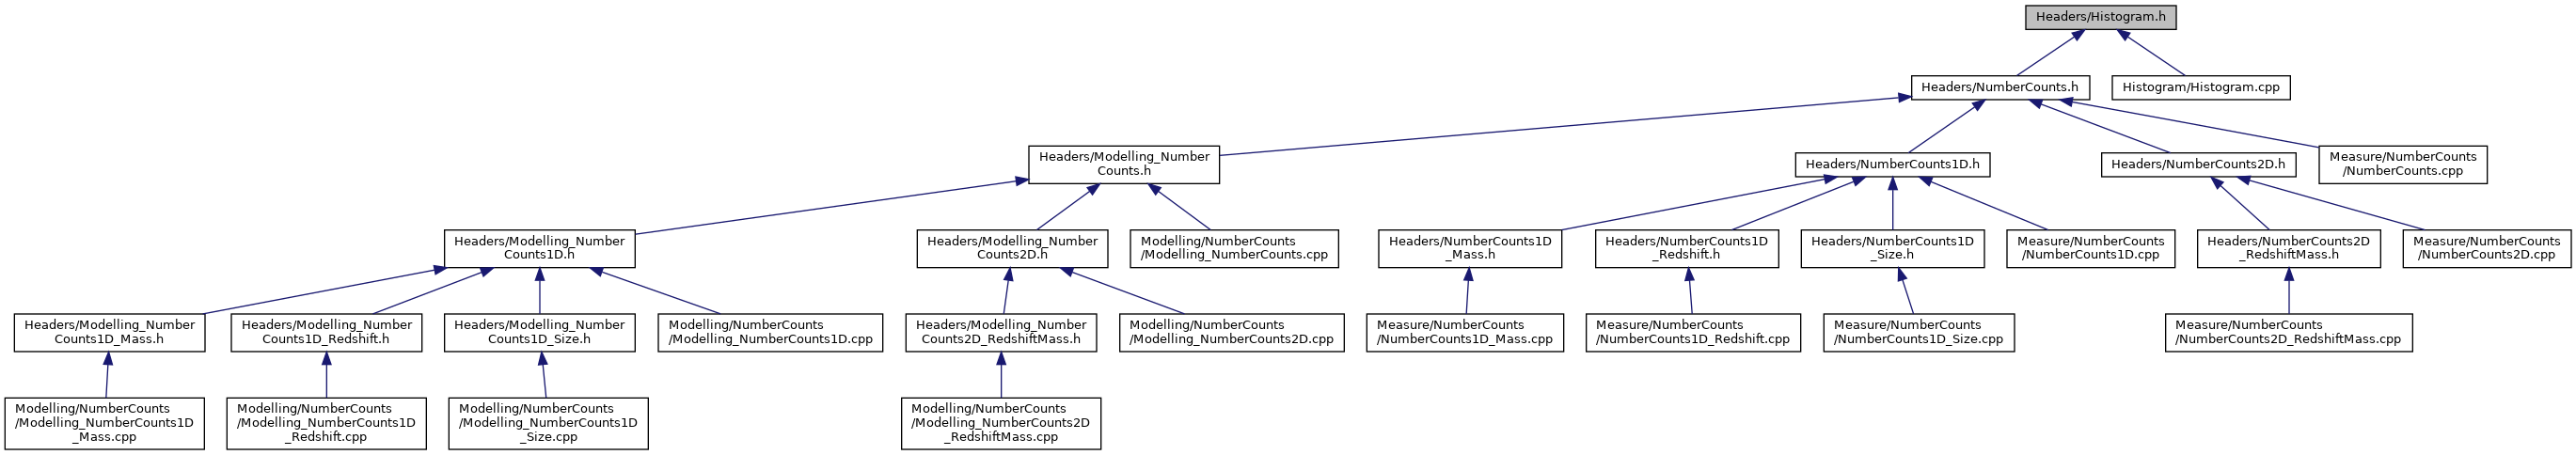 Headers/Histogram.h
Headers/NumberCounts.h
Histogram/Histogram.cpp
Headers/Modelling_Number
Counts.h
Headers/NumberCounts1D.h
Headers/NumberCounts2D.h
Measure/NumberCounts
/NumberCounts.cpp
Headers/Modelling_Number
Counts1D.h
Headers/Modelling_Number
Counts2D.h
Modelling/NumberCounts
/Modelling_NumberCounts.cpp
Headers/NumberCounts1D
_Mass.h
Headers/NumberCounts1D
_Redshift.h
Headers/NumberCounts1D
_Size.h
Measure/NumberCounts
/NumberCounts1D.cpp
Headers/NumberCounts2D
_RedshiftMass.h
Measure/NumberCounts
/NumberCounts2D.cpp
Headers/Modelling_Number
Counts1D_Mass.h
Headers/Modelling_Number
Counts1D_Redshift.h
Headers/Modelling_Number
Counts1D_Size.h
Modelling/NumberCounts
/Modelling_NumberCounts1D.cpp
Headers/Modelling_Number
Counts2D_RedshiftMass.h
Modelling/NumberCounts
/Modelling_NumberCounts2D.cpp
Measure/NumberCounts
/NumberCounts1D_Mass.cpp
Measure/NumberCounts
/NumberCounts1D_Redshift.cpp
Measure/NumberCounts
/NumberCounts1D_Size.cpp
Measure/NumberCounts
/NumberCounts2D_RedshiftMass.cpp
Modelling/NumberCounts
/Modelling_NumberCounts1D
_Mass.cpp
Modelling/NumberCounts
/Modelling_NumberCounts1D
_Redshift.cpp
Modelling/NumberCounts
/Modelling_NumberCounts1D
_Size.cpp
Modelling/NumberCounts
/Modelling_NumberCounts2D
_RedshiftMass.cpp